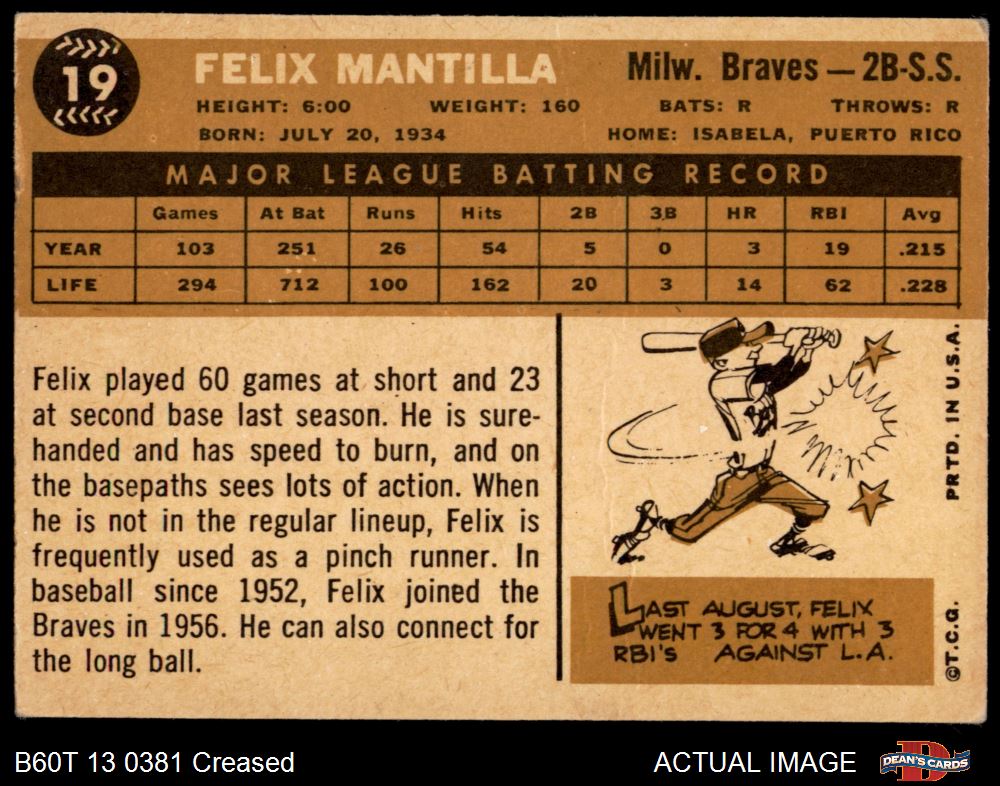 19
FELIX MANTILLA
Milw. Braves — 2B-S.S.
HEIGHT: 6:00 WEIGHT: 160 BATS: R THROWS: R
BORN: JULY 20, 1934 HOME: ISABELA, PUERTO RICO
MAJOR LEAGUE BATTING RECORD
Games At Bat Runs Hits 2B 3B HR RBI Avg
YEAR 103 251 26 54 5 0 3 19 .215
LIFE 294 712 100 162 20 3 14 62 .228
Felix played 60 games at short and 23
at second base last season. He is sure-
handed and has speed to burn, and on
the basepaths sees lots of action. When
he is not in the regular lineup, Felix is
frequently used as a pinch runner. In
baseball since 1952, Felix joined the
Braves in 1956. He can also connect for
the long ball.
LAST AUGUST, FELIX
WENT 3 FOR 4 WITH 3
RBI'S AGAINST L.A.
©T.C.G. PRTD. IN U.S.A.
B60T 13 0381 Creased
ACTUAL IMAGE
D
DEAN'S CARDS